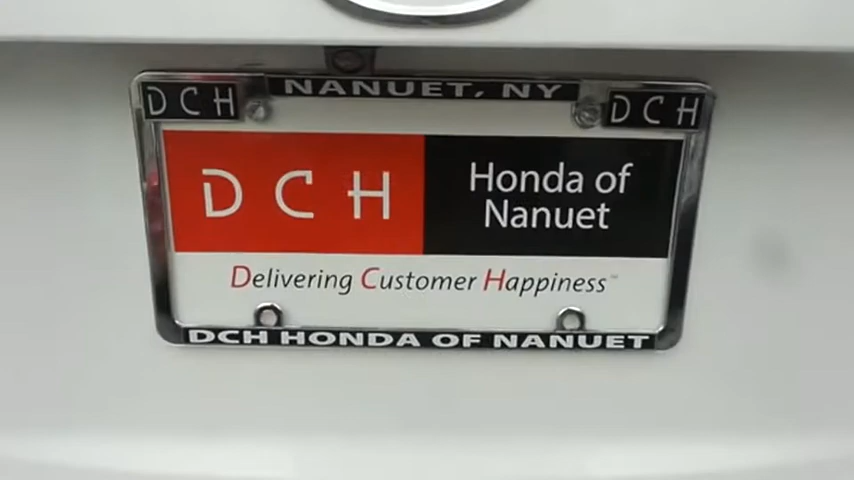 NANUET, NY
DCH
DCH
DCH
Honda of
Nanuet
Delivering Customer Happiness™
DCH HONDA OF NANUET